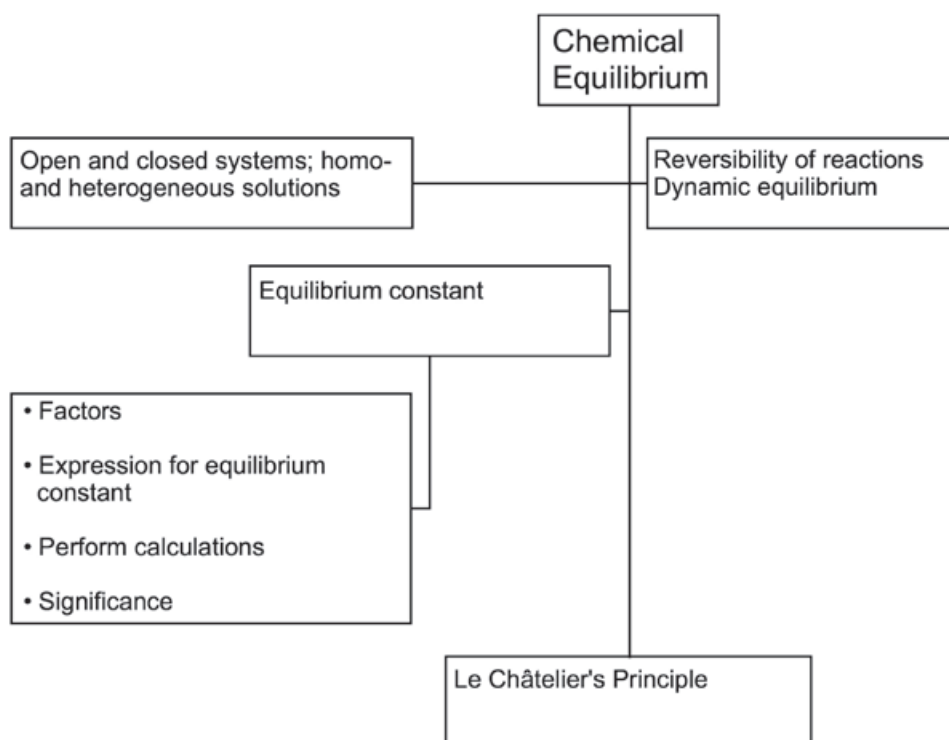 Chemical
Equilibrium
Open and closed systems; homo-
and heterogeneous solutions
Reversibility of reactions
Dynamic equilibrium
Equilibrium constant
• Factors
• Expression for equilibrium
constant
• Perform calculations
• Significance
Le Châtelier's Principle